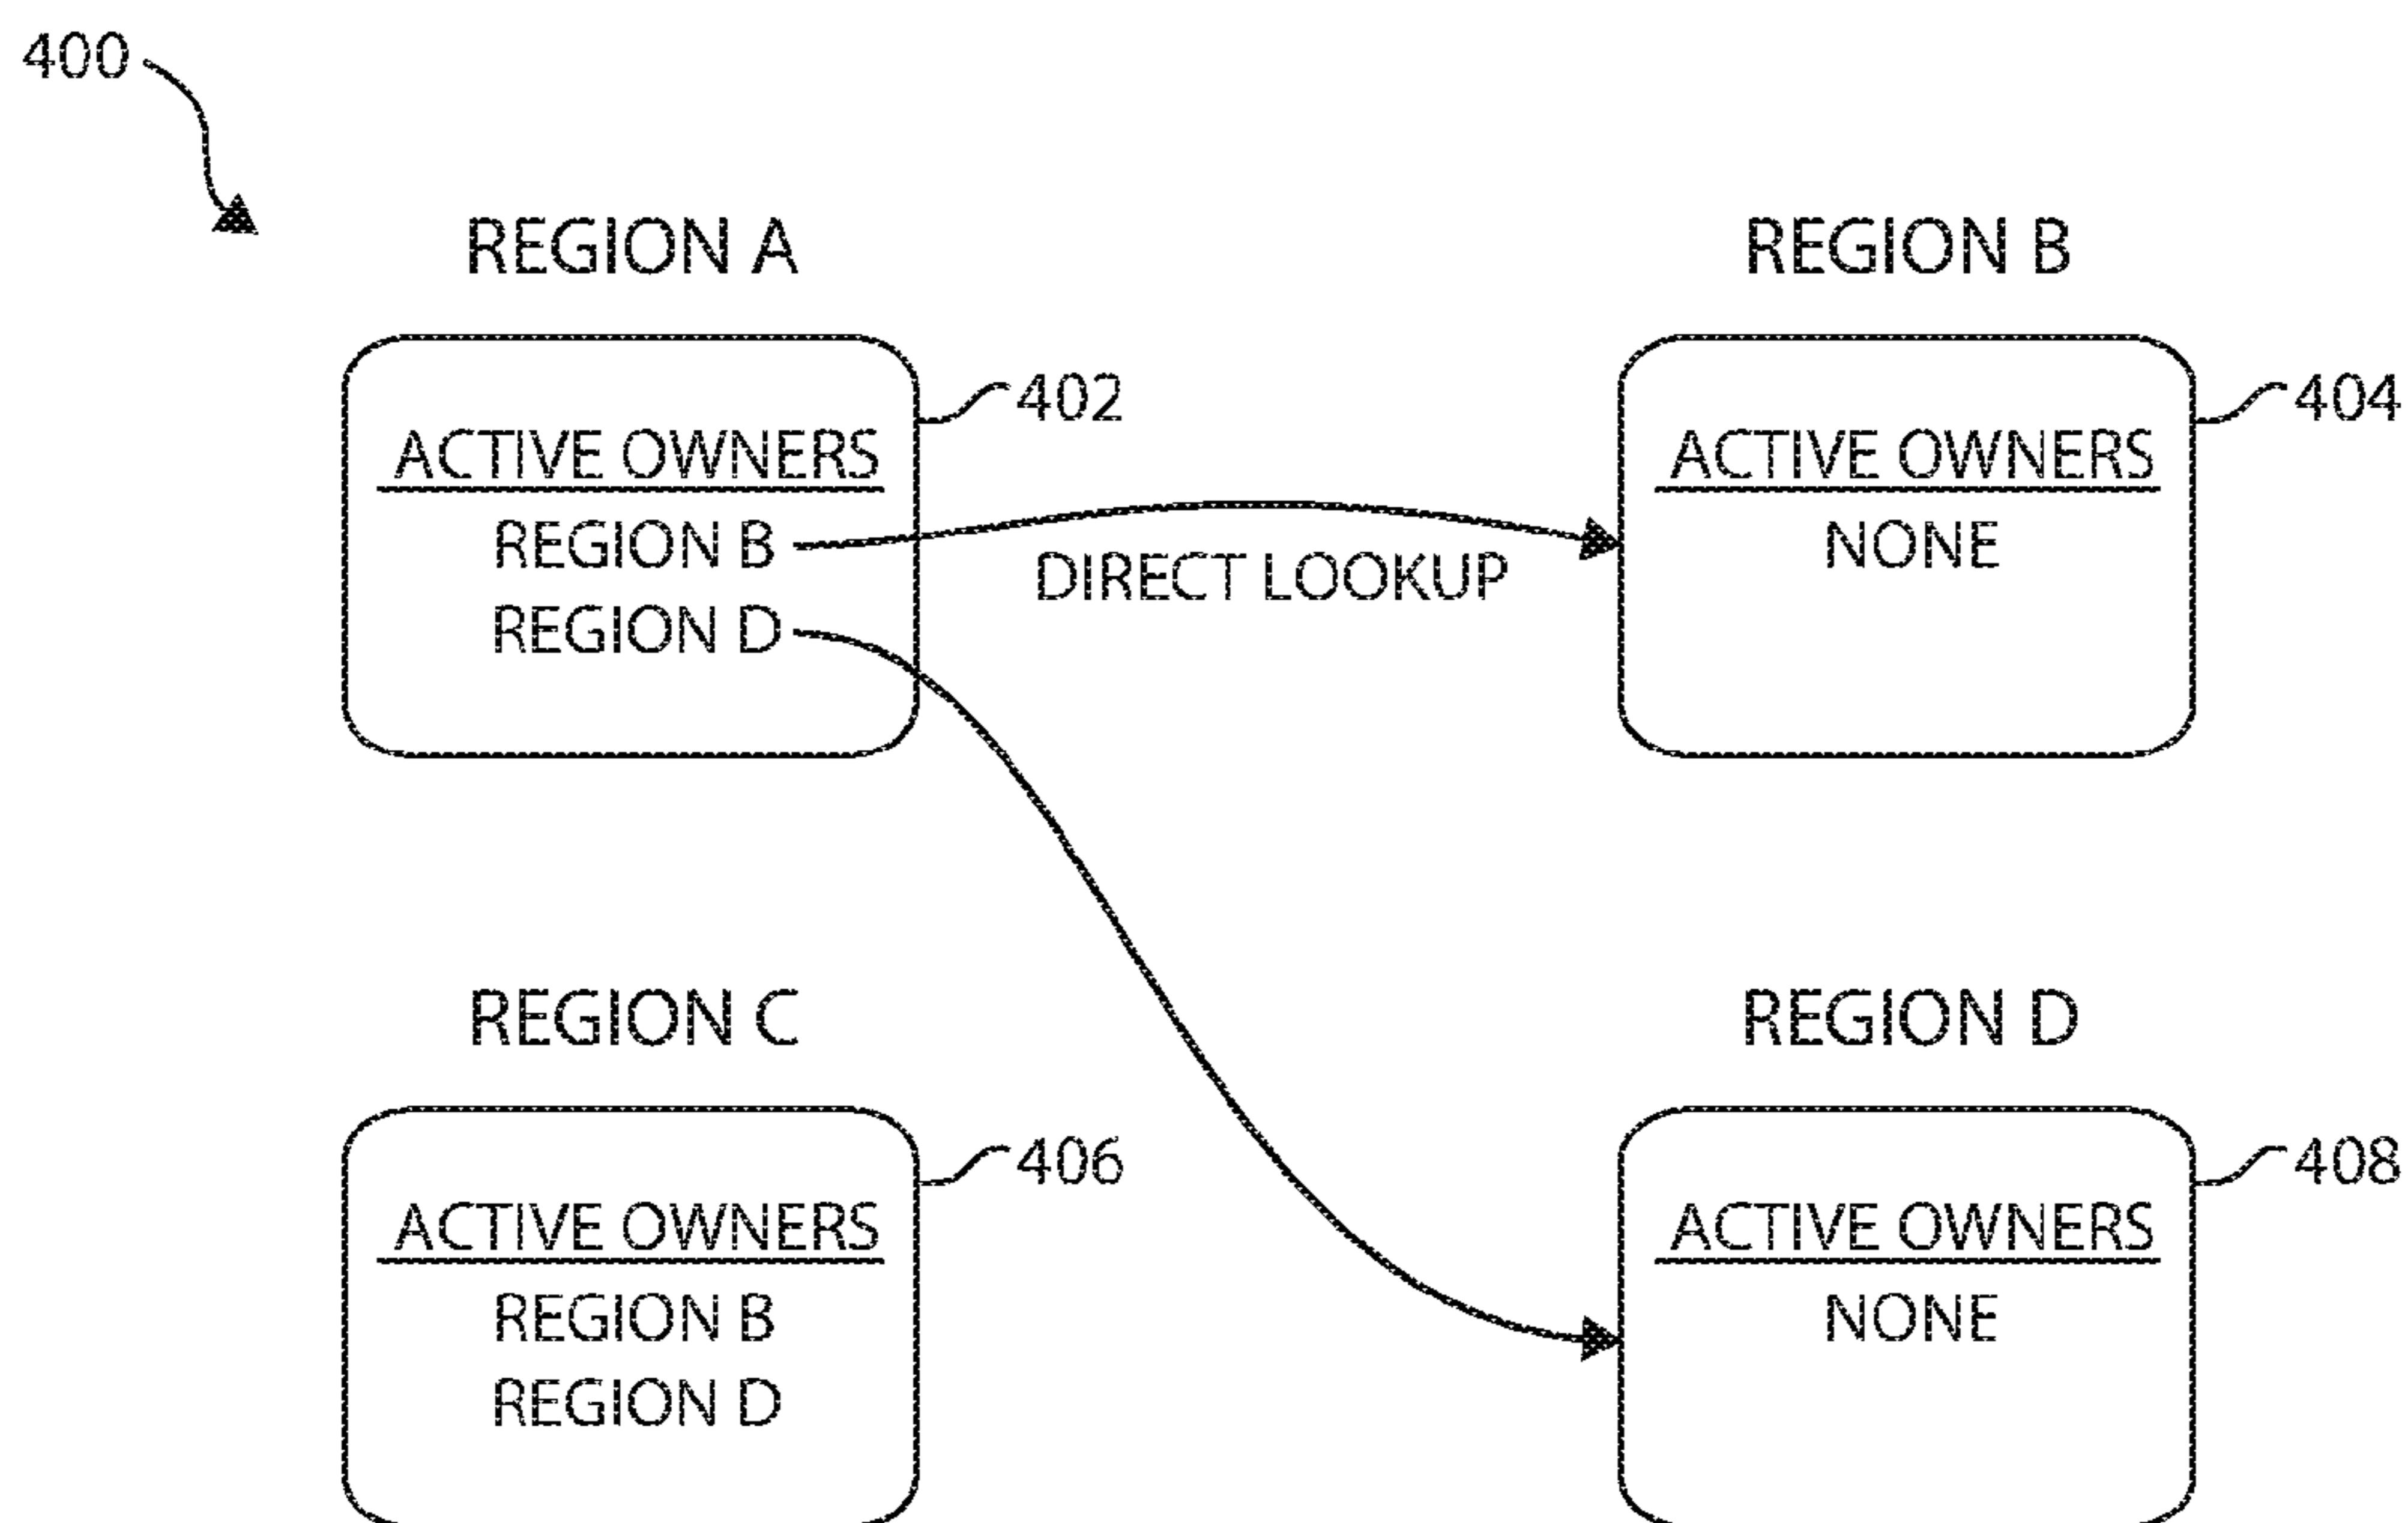 400
REGION A
REGION B
402
404
ACTIVE OWNERS
REGION B
REGION D
DIRECT LOOKUP
ACTIVE OWNERS
NONE
REGION C
REGION D
406
408
ACTIVE OWNERS
REGION B
REGION D
ACTIVE OWNERS
NONE